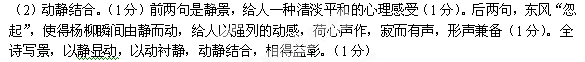 （2）动静结合。（1分）前两句是静景，给人一种清淡平和的心理感受（1分）。后两句，东风“忽
起”，使得杨柳瞬间由静而动，给人以强烈的动感，荷心声作，寂而有声，形声兼备（1分）。全
诗写景，以静显动，以动衬静，动静结合，相得益彰。（1分）